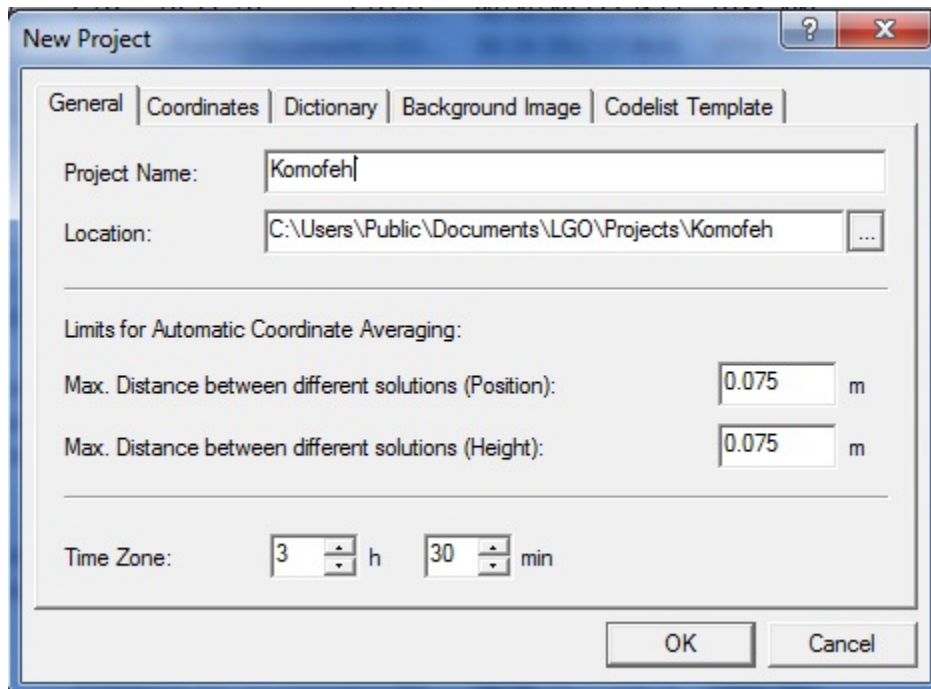 New Project
General Coordinates Dictionary Background Image Codelist Template
Project Name: Komofeh
Location: C:\Users\Public\Documents\LGO\Projects\Komofeh ...
Limits for Automatic Coordinate Averaging:
Max. Distance between different solutions (Position): 0.075 m
Max. Distance between different solutions (Height): 0.075 m
Time Zone: 3 h 30 min
OK Cancel